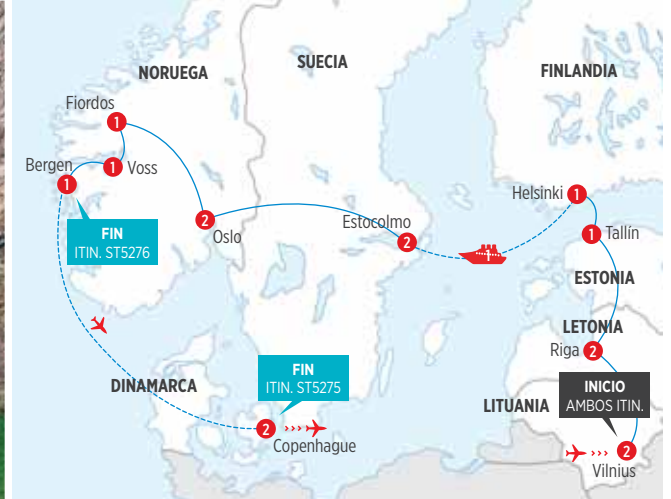 NORUEGA
SUECIA
FINLANDIA
Fiordos
1
Bergen
1
1
Voss
FIN
ITIN. ST5276
2
Oslo
Estocolmo
2
1
Helsinki
1
1
Tallín
ESTONIA
LETONIA
Riga
2
DINAMARCA
FIN
ITIN. ST5275
2
Copenhague
LITUANIA
INICIO
AMBOS ITIN.
2
Vilnius